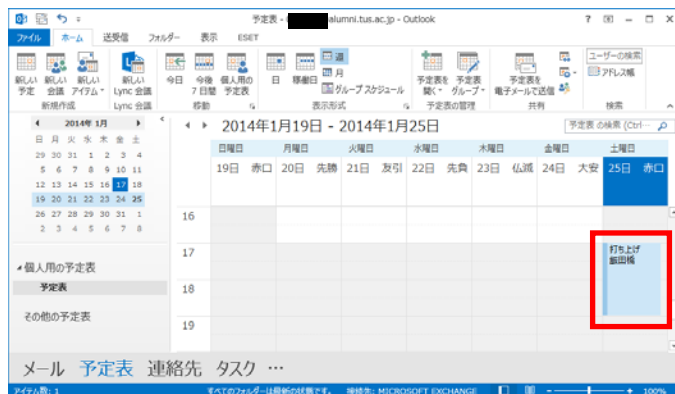 予定表 - alumni.tus.ac.jp - Outlook
ファイル ホーム 送受信 フォルダー 表示 ESET
新しい予定
新しい会議
新しいアイテム
新しい Lync 会議
今日
今後 7 日間
個人用の予定表
日
稼働日
週
月
グループ スケジュール
予定表を開く
予定表グループ
予定表を電子メールで送信
ユーザーの検索
アドレス帳
新規作成 Lync 会議 移動 表示形式 予定表の管理 共有 検索
2014年 1月
日 月 火 水 木 金 土
29 30 31 1 2 3 4
5 6 7 8 9 10 11
12 13 14 15 16 17 18
19 20 21 22 23 24 25
26 27 28 29 30 31 1
2 3 4 5 6 7 8
個人用の予定表
予定表
その他の予定表
2014年1月19日 - 2014年1月25日
予定表 の検索 (Ctrl…
日曜日 月曜日 火曜日 水曜日 木曜日 金曜日 土曜日
19日 赤口 20日 先勝 21日 友引 22日 先負 23日 仏滅 24日 大安 25日 赤口
16
17
18
19
打ち上げ
飯田橋
メール 予定表 連絡先 タスク …
アイテム数: 1 すべてのフォルダーは最新の状態です。 接続先: MICROSOFT EXCHANGE 100%